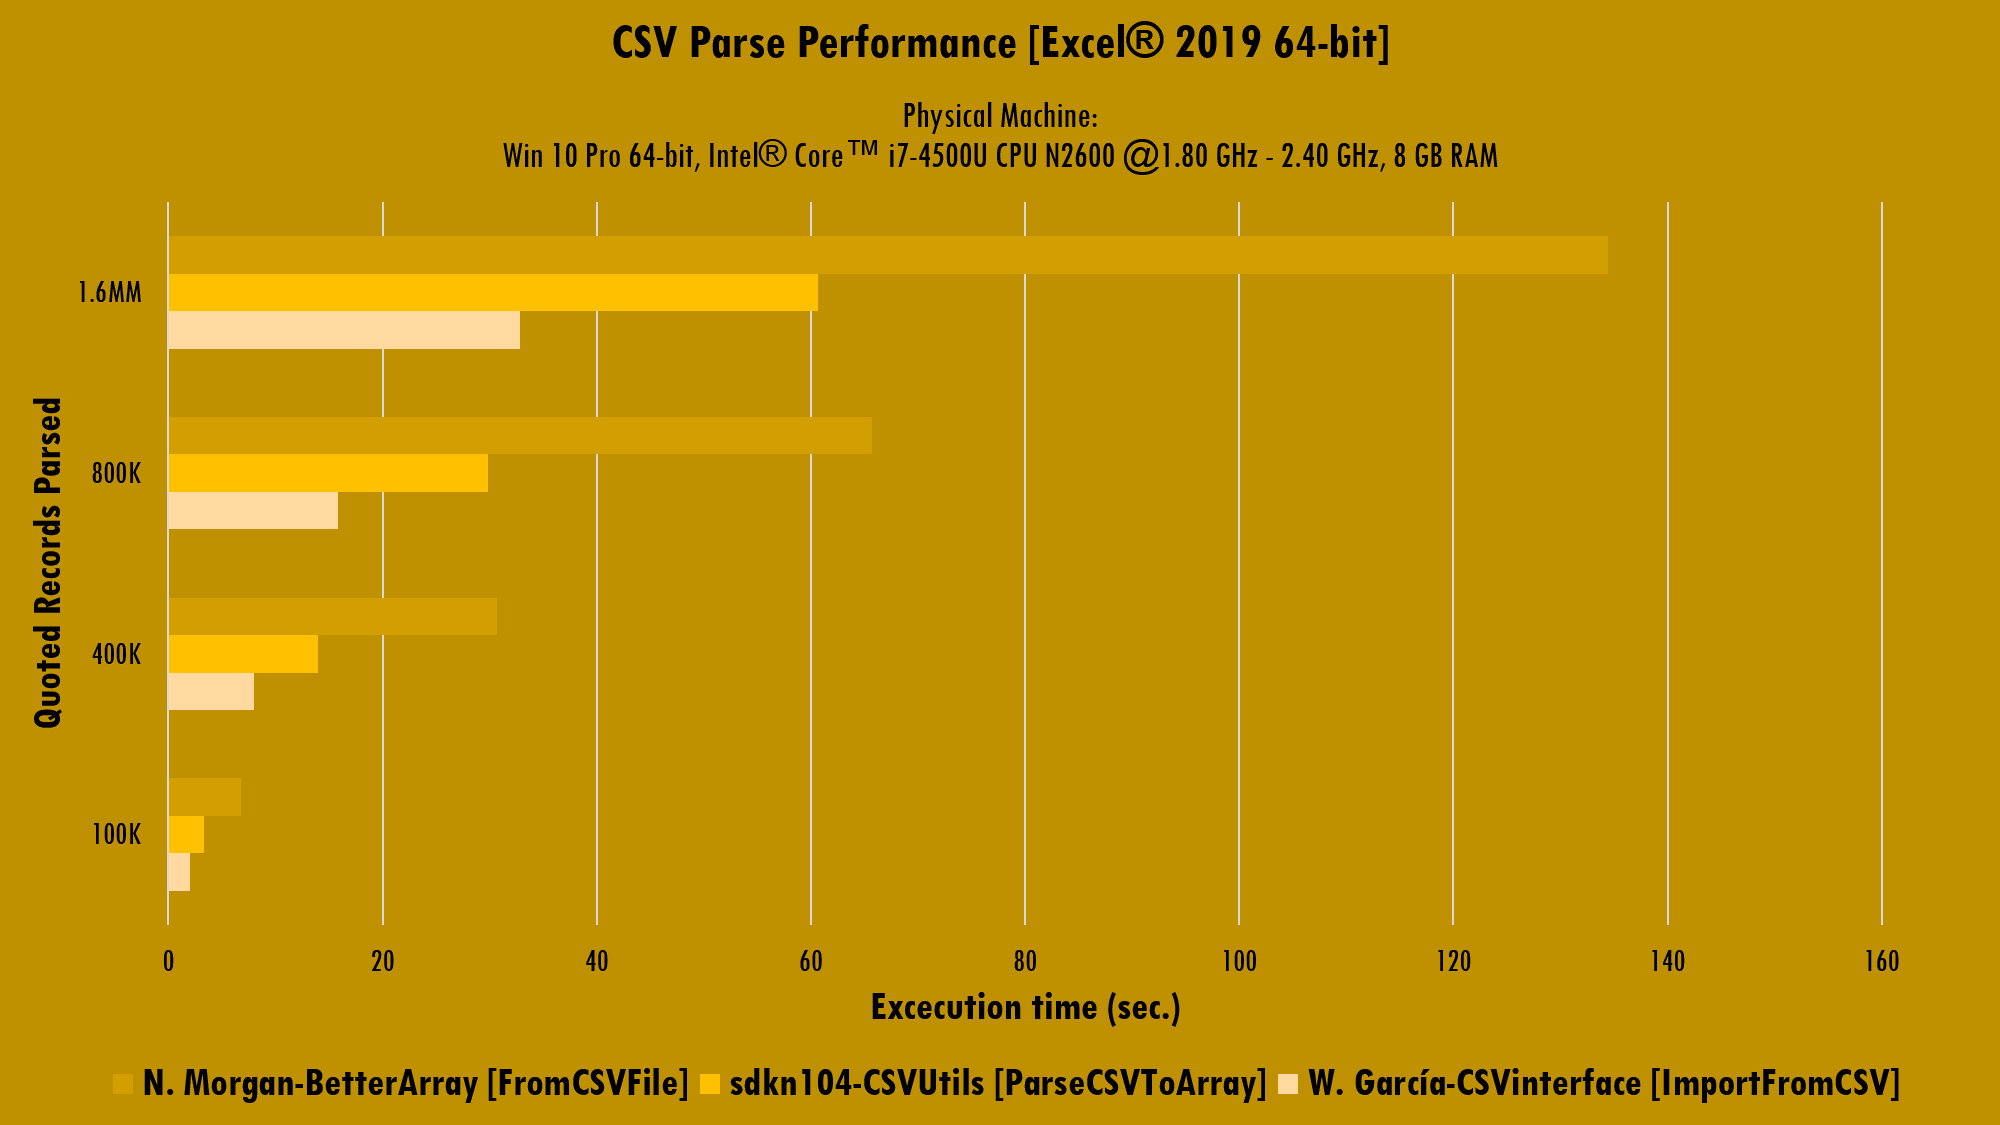 CSV Parse Performance [Excel® 2019 64-bit]
Physical Machine:
Win 10 Pro 64-bit, Intel® Core™ i7-4500U CPU N2600 @1.80 GHz - 2.40 GHz, 8 GB RAM
Quoted Records Parsed
1.6MM
800K
400K
100K
0 20 40 60 80 100 120 140 160
Excecution time (sec.)
N. Morgan-BetterArray [FromCSVFile] sdkn104-CSVUtils [ParseCSVToArray] W. García-CSVinterface [ImportFromCSV]